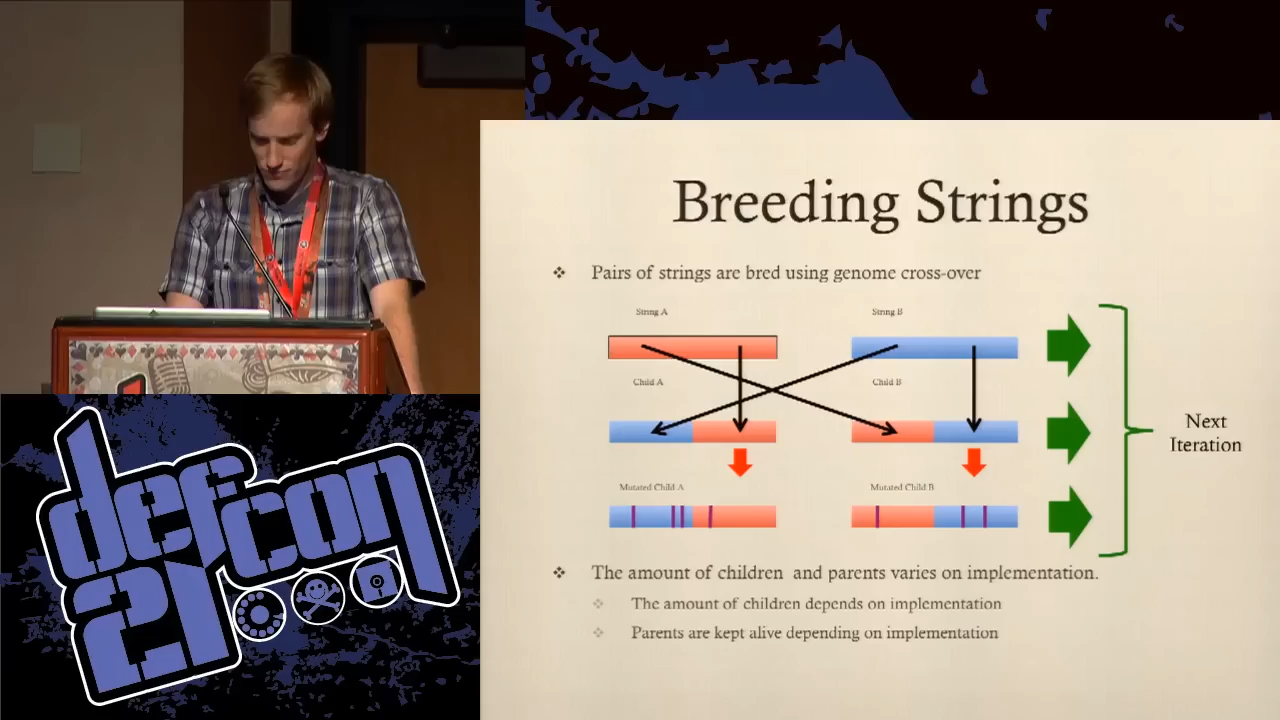 Breeding Strings
Pairs of strings are bred using genome cross-over
String A
String B
Child A
Child B
Mutated Child A
Mutated Child B
Next
Iteration
The amount of children and parents varies on implementation.
The amount of children depends on implementation
Parents are kept alive depending on implementation
defcon
21